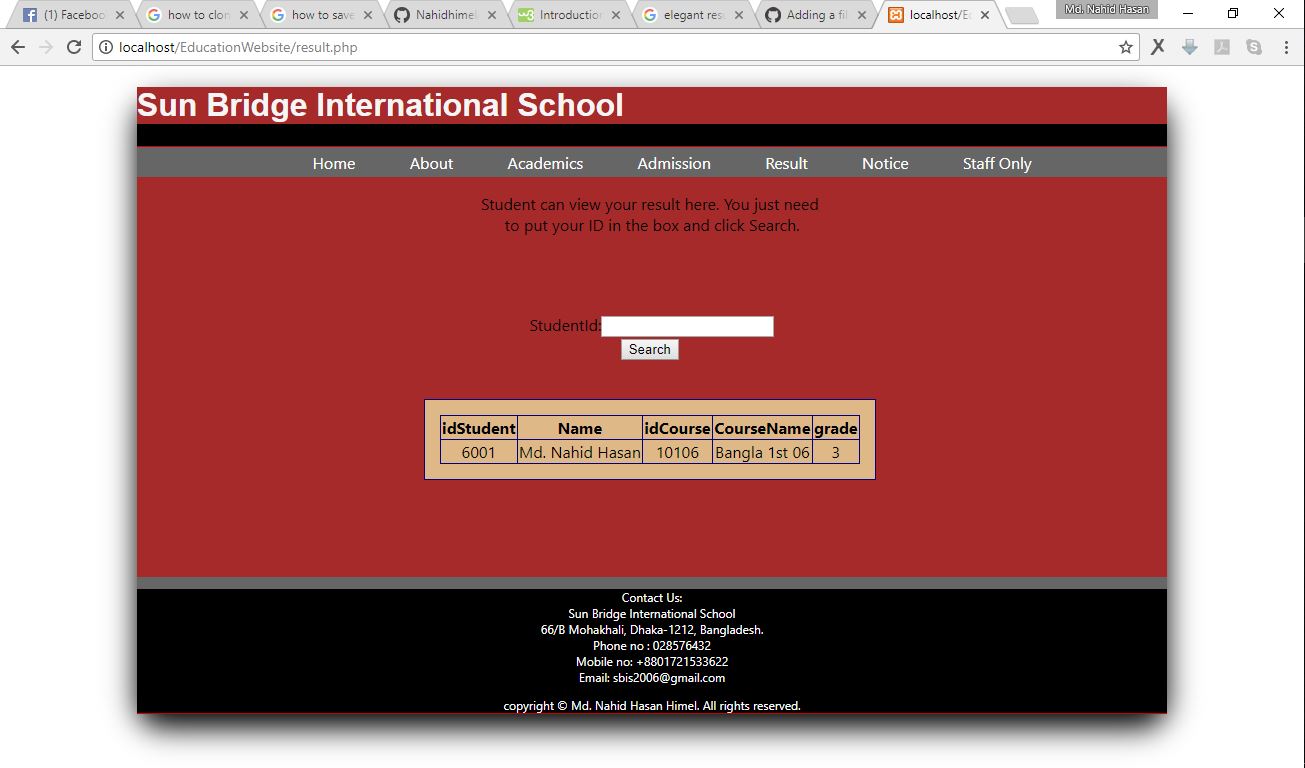 (1) Faceboo
how to clon
how to save
Nahidhime
Introduction
elegant res
Adding a fil
localhost/E
Md. Nahid Hasan
localhost/EducationWebsite/result.php
Sun Bridge International School
Home About Academics Admission Result Notice Staff Only
Student can view your result here. You just need
to put your ID in the box and click Search.
StudentId:
Search
idStudent Name idCourse CourseName grade
6001 Md. Nahid Hasan 10106 Bangla 1st 06 3
Contact Us:
Sun Bridge International School
66/B Mohakhali, Dhaka-1212, Bangladesh.
Phone no : 028576432
Mobile no: +8801721533622
Email: sbis2006@gmail.com
copyright © Md. Nahid Hasan Himel. All rights reserved.